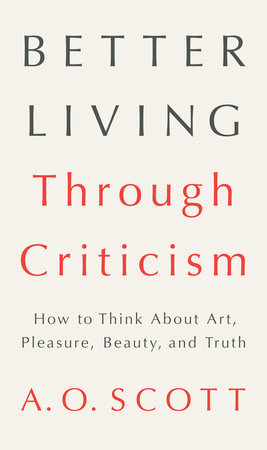 BETTER
LIVING
Through
Criticism
How to Think About Art,
Pleasure, Beauty, and Truth
A. O. SCOTT